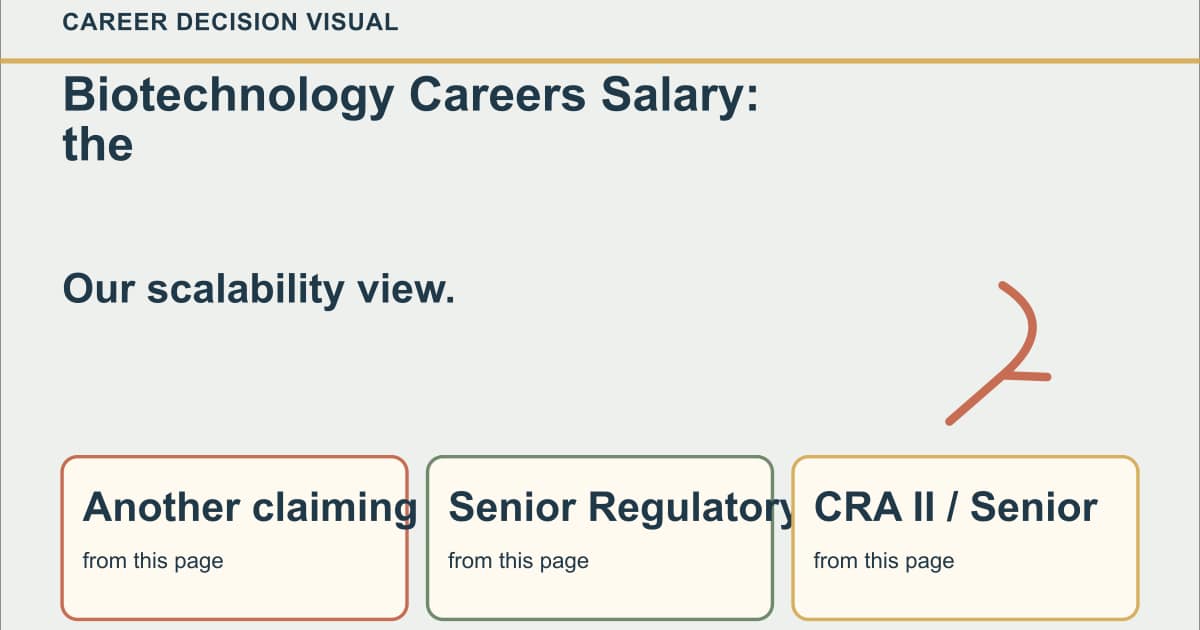 CAREER DECISION VISUAL
Biotechnology Careers Salary:
the
Our scalability view.
Another claiming
from this page
Senior Regulatory
from this page
CRA II / Senior
from this page